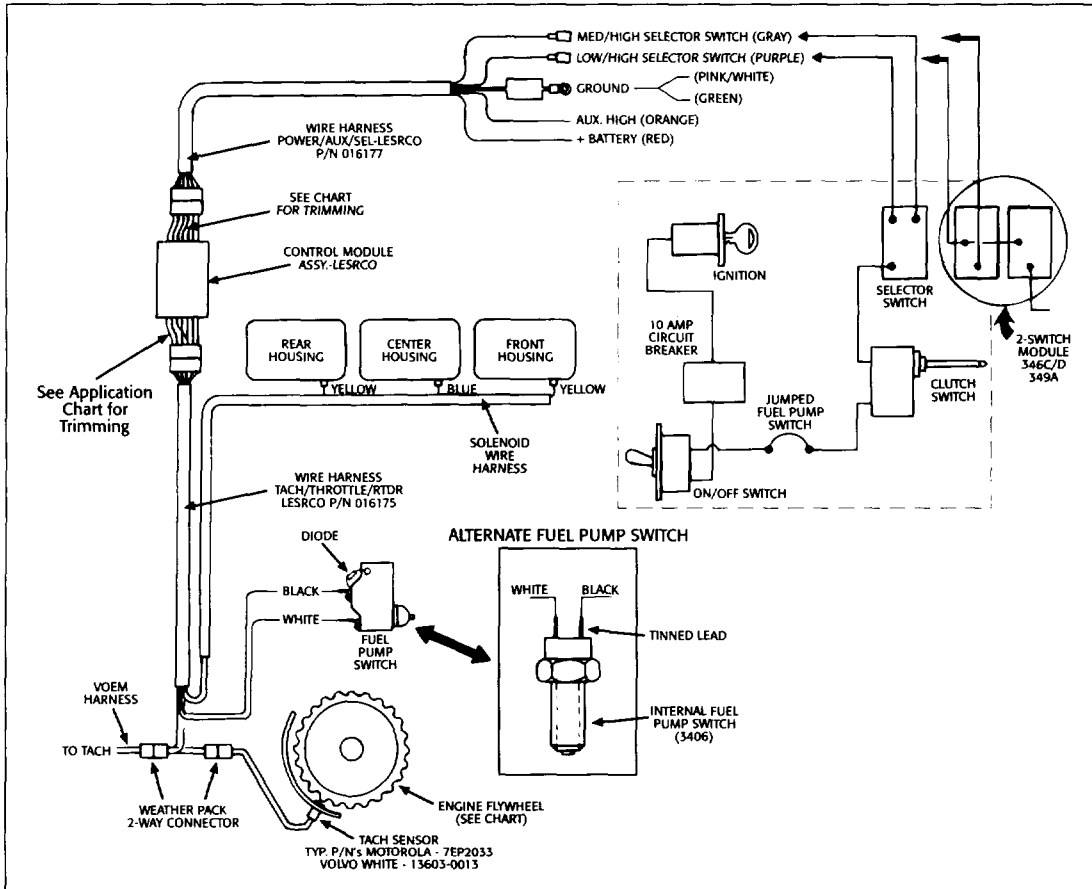 MED/HIGH SELECTOR SWITCH (GRAY)
LOW/HIGH SELECTOR SWITCH (PURPLE)
GROUND
(PINK/WHITE)
(GREEN)
AUX. HIGH (ORANGE)
+ BATTERY (RED)
WIRE HARNESS
POWER/AUX/SEL-LESRCO
P/N 016177
SEE CHART
FOR TRIMMING
CONTROL MODULE
ASSY.-LESRCO
See Application
Chart for
Trimming
REAR
HOUSING
CENTER
HOUSING
FRONT
HOUSING
YELLOW
BLUE
YELLOW
SOLENOID
WIRE
HARNESS
IGNITION
10 AMP
CIRCUIT
BREAKER
SELECTOR
SWITCH
2-SWITCH
MODULE
346C/D
349A
CLUTCH
SWITCH
JUMPED
FUEL PUMP
SWITCH
ON/OFF SWITCH
WIRE HARNESS
TACH/THROTTLE/RTDR
LESRCO P/N 016175
DIODE
BLACK
WHITE
FUEL
PUMP
SWITCH
ALTERNATE FUEL PUMP SWITCH
WHITE
BLACK
TINNED LEAD
INTERNAL FUEL
PUMP SWITCH
(3406)
VOEM
HARNESS
TO TACH
WEATHER PACK
2-WAY CONNECTOR
ENGINE FLYWHEEL
(SEE CHART)
TACH SENSOR
TYP. P/N's MOTOROLA - 7EP2033
VOLVO WHITE - 13603-0013